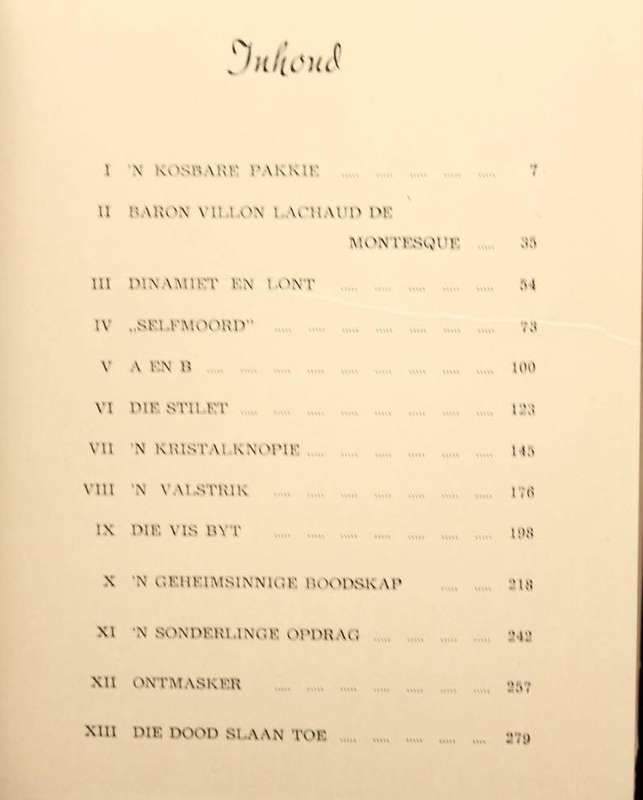 Inhoud
I 'N KOSBARE PAKKIE ..... ..... ..... ..... ..... 7
II BARON VILLON LACHAUD DE
MONTESQUE ..... 35
III DINAMIET EN LONT ..... ..... ..... ..... ..... 54
IV „SELFMOORD” ..... ..... ..... ..... ..... ..... ..... 73
V A EN B ..... ..... ..... ..... ..... ..... ..... ..... ..... 100
VI DIE STILET ..... ..... ..... ..... ..... ..... ..... ..... 123
VII 'N KRISTALKNOPIE ..... ..... ..... ..... ..... ..... 145
VIII 'N VALSTRIK ..... ..... ..... ..... ..... ..... ..... 176
IX DIE VIS BYT ..... ..... ..... ..... ..... ..... ..... 198
X 'N GEHEIMSINNIGE BOODSKAP ..... ..... 218
XI 'N SONDERLINGE OPDRAG ..... ..... ..... ..... 242
XII ONTMASKER ..... ..... ..... ..... ..... ..... ..... 257
XIII DIE DOOD SLAAN TOE ..... ..... ..... ..... .... 279